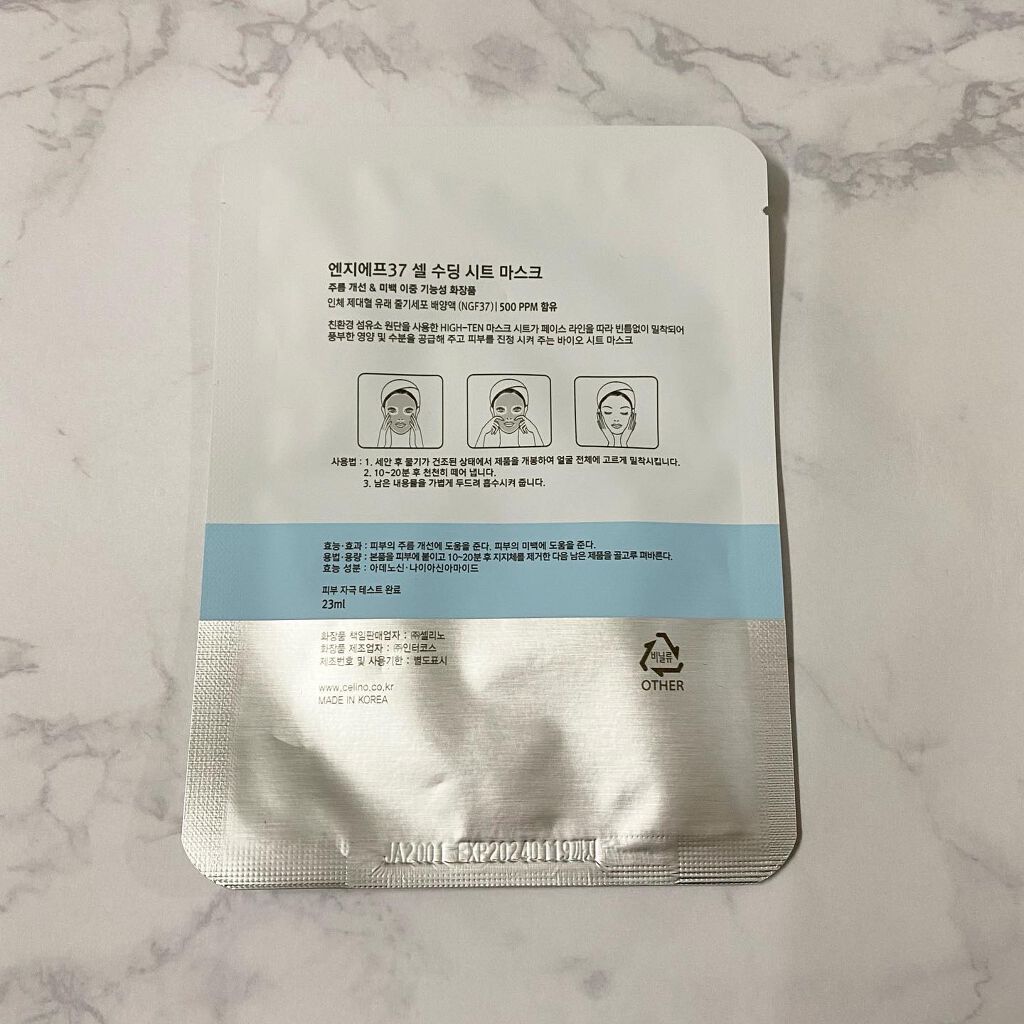 엔지에프37 셀 수딩 시트 마스크
주름 개선 & 미백 이중 기능성 화장품
인체 제대혈 유래 줄기세포 배양액 (NGF37) | 500 PPM 함유
친환경 섬유소 원단을 사용한 HIGH-TEN 마스크 시트가 페이스 라인을 따라 빈틈없이 밀착되어
풍부한 영양 및 수분을 공급해 주고 피부를 진정 시켜 주는 바이오 시트 마스크
사용법 : 1. 세안 후 물기가 건조된 상태에서 제품을 개봉하여 얼굴 전체에 고르게 밀착시킵니다.
2. 10~20분 후 천천히 떼어 냅니다.
3. 남은 내용물을 가볍게 두드려 흡수시켜 줍니다.
효능·효과 : 피부의 주름 개선에 도움을 준다. 피부의 미백에 도움을 준다.
용법·용량 : 본품을 피부에 붙이고 10~20분 후 지지체를 제거한 다음 남은 제품을 골고루 펴바른다.
효능 성분 : 아데노신·나이아신아마이드
피부 자극 테스트 완료
23ml
화장품 책임판매업자 : ㈜셀리노
화장품 제조업자 : ㈜인터코스
제조번호 및 사용기한 : 별도표시
www.celino.co.kr
MADE IN KOREA
비닐류
OTHER
JA2001 EXP20240119까지